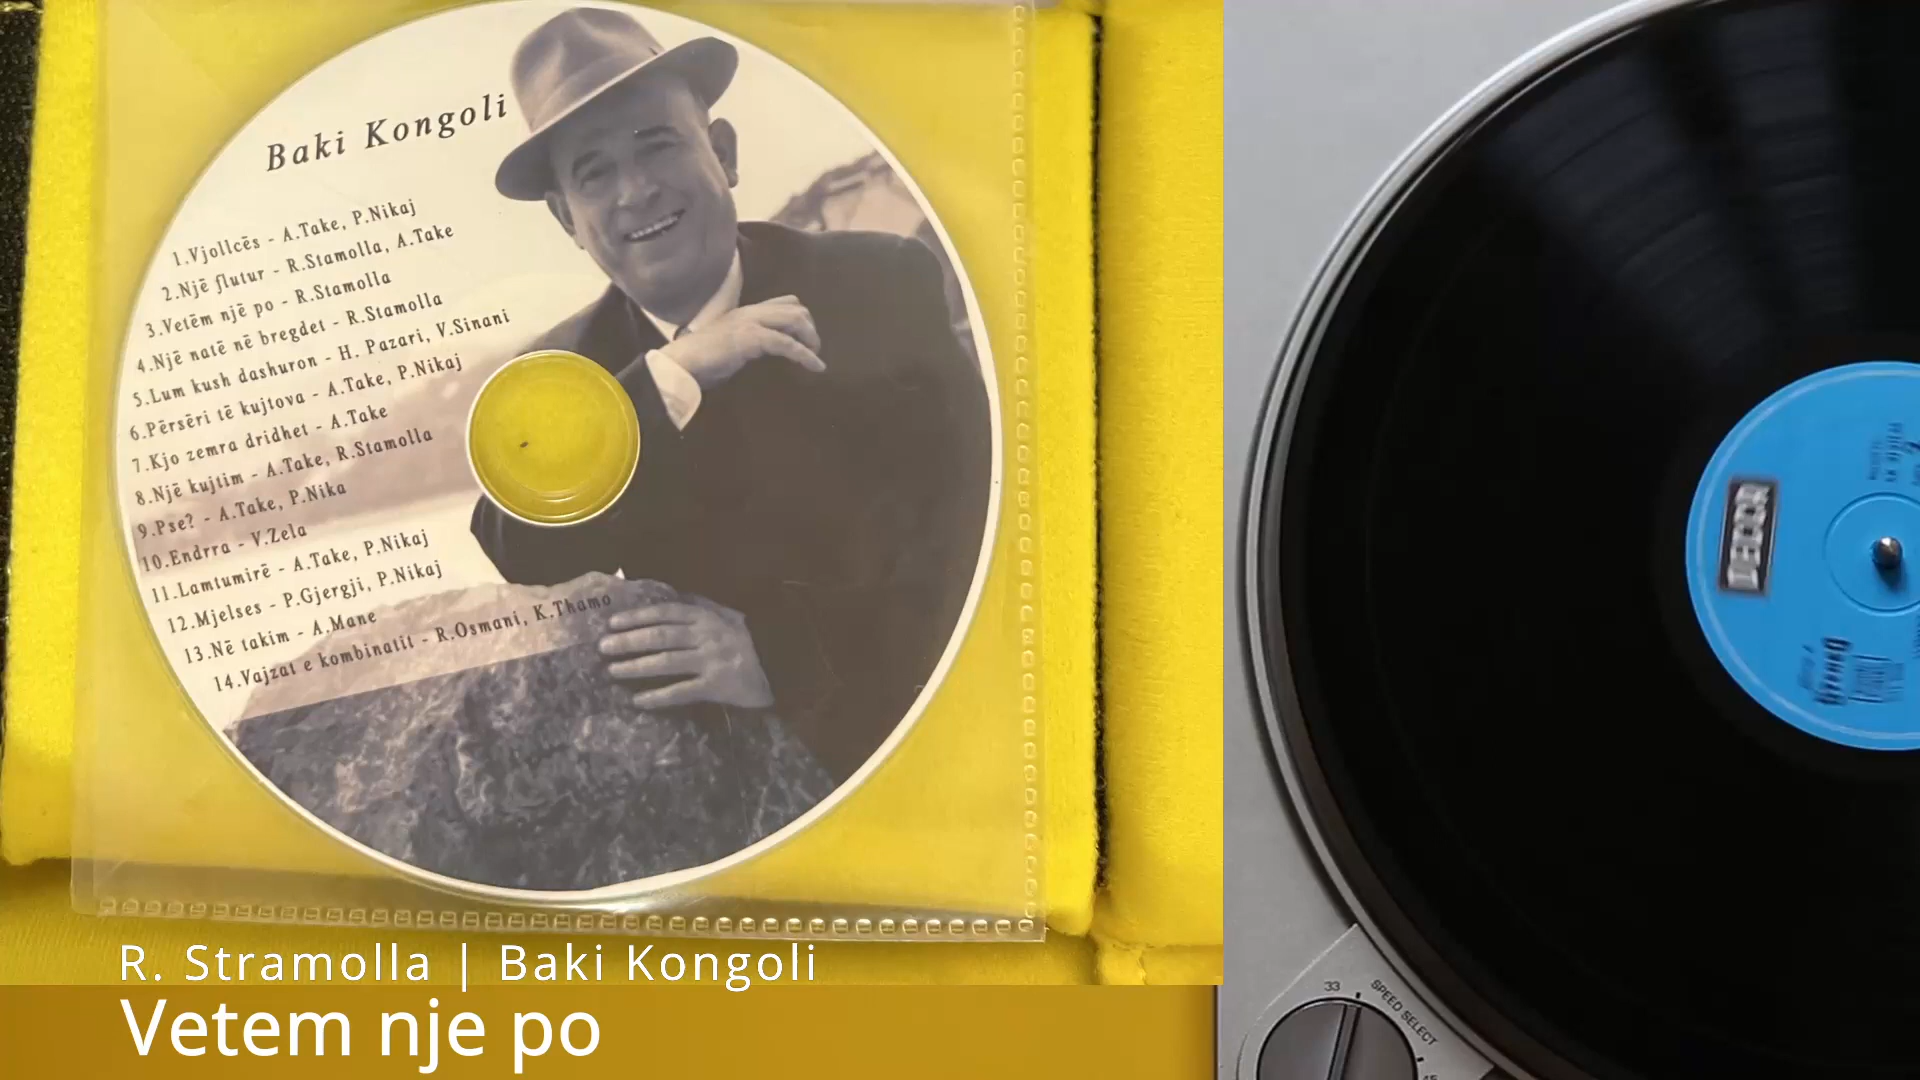 Baki Kongoli
1.Vjollcës - A.Take, P.Nikaj
2.Një flutur - R.Stamolla, A.Take
3.Vetëm një po - R.Stamolla
4.Një natë në bregdet - R.Stamolla
5.Lum kush dashuron - H. Pazari, V.Sinani
6.Përsëri të kujtova - A.Take, P.Nikaj
7.Kjo zemra dridhet - A.Take
8.Një kujtim - A.Take, R.Stamolla
9.Pse? - A.Take, P.Nika
10.Endrra - V.Zela
11.Lamtumirë - A.Take, P.Nikaj
12.Mjelses - P.Gjergji, P.Nikaj
13.Në takim - A.Mane
14.Vajzat e kombinatit - R.Osmani, K.Thamo
R. Stramolla | Baki Kongoli
Vetem nje po
DECCA
33
SPEED SELECT
45